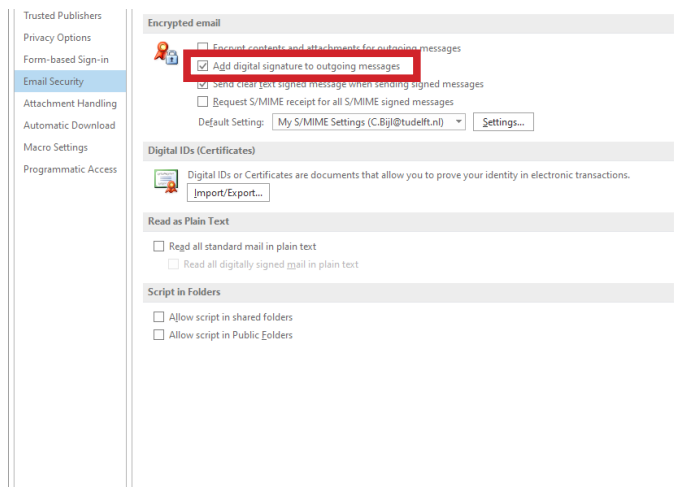 Trusted Publishers
Privacy Options
Form-based Sign-in
Email Security
Attachment Handling
Automatic Download
Macro Settings
Programmatic Access
Encrypted email
Encrypt contents and attachments for outgoing messages
Add digital signature to outgoing messages
Send clear text signed message when sending signed messages
Request S/MIME receipt for all S/MIME signed messages
Default Setting: My S/MIME Settings (C.Bijl@tudelft.nl) Settings...
Digital IDs (Certificates)
Digital IDs or Certificates are documents that allow you to prove your identity in electronic transactions.
Import/Export...
Read as Plain Text
Read all standard mail in plain text
Read all digitally signed mail in plain text
Script in Folders
Allow script in shared folders
Allow script in Public Folders